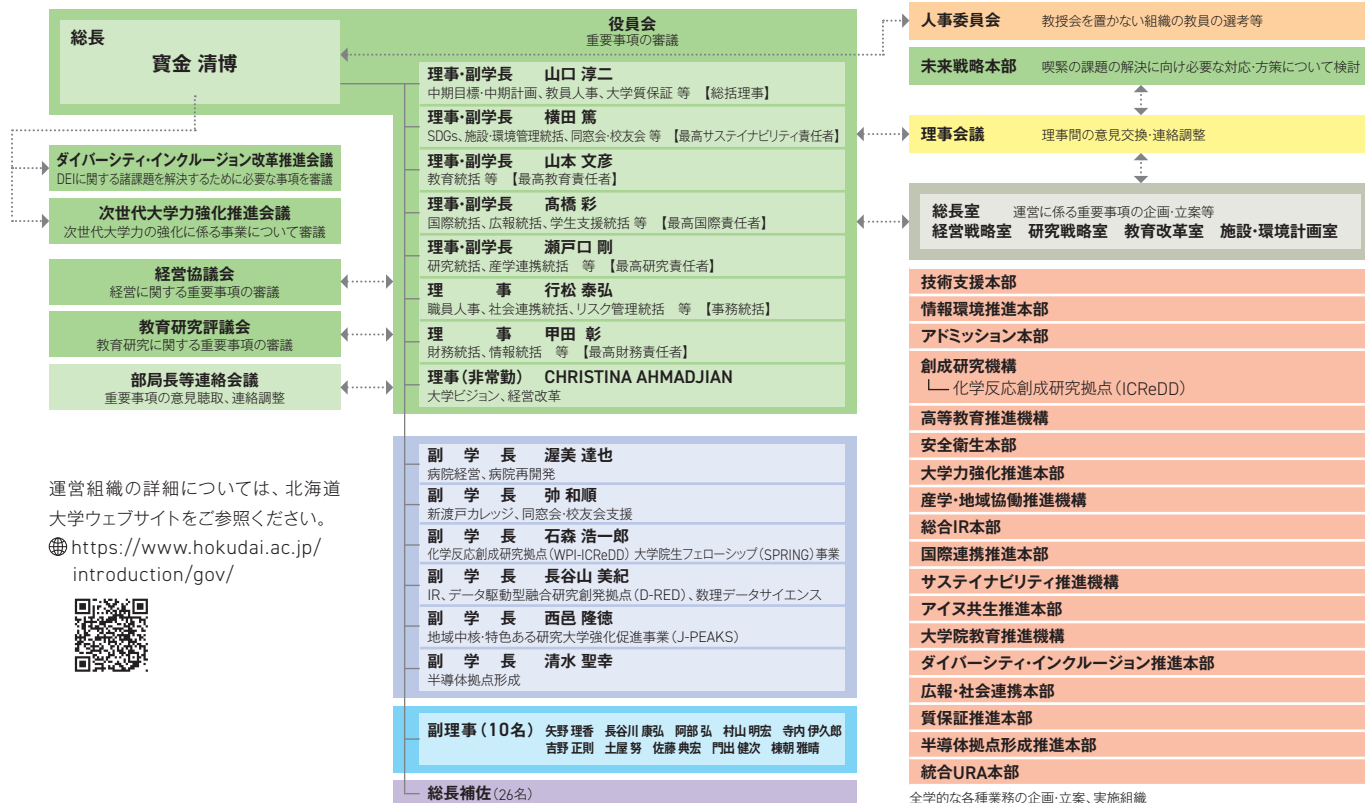 総長
寳金 清博
役員会
重要事項の審議
理事・副学長 山口 淳二
中期目標・中期計画、教員人事、大学質保証 等 【総括理事】
理事・副学長 横田 篤
SDGs、施設・環境管理統括、同窓会・校友会 等 【最高サステイナビリティ責任者】
理事・副学長 山本 文彦
教育統括 等 【最高教育責任者】
理事・副学長 髙橋 彩
国際統括、広報統括、学生支援統括 等 【最高国際責任者】
理事・副学長 瀬戸口 剛
研究統括、産学連携統括 等 【最高研究責任者】
理 事 行松 泰弘
職員人事、社会連携統括、リスク管理統括 等 【事務統括】
理 事 甲田 彰
財務統括、情報統括 等 【最高財務責任者】
理事(非常勤) CHRISTINA AHMADJIAN
大学ビジョン、経営改革
ダイバーシティ・インクルージョン改革推進会議
DEIに関する諸課題を解決するために必要な事項を審議
次世代大学力強化推進会議
次世代大学力の強化に係る事業について審議
経営協議会
経営に関する重要事項の審議
教育研究評議会
教育研究に関する重要事項の審議
部局長等連絡会議
重要事項の意見聴取、連絡調整
運営組織の詳細については、北海道
大学ウェブサイトをご参照ください。
https://www.hokudai.ac.jp/
introduction/gov/
副 学 長 渥美 達也
病院経営、病院再開発
副 学 長 弥 和順
新渡戸カレッジ、同窓会・校友会支援
副 学 長 石森 浩一郎
化学反応創成研究拠点(WPI-ICReDD) 大学院生フェローシップ(SPRING)事業
副 学 長 長谷山 美紀
IR、データ駆動型融合研究創発拠点(D-RED)、数理データサイエンス
副 学 長 西邑 隆徳
地域中核・特色ある研究大学強化促進事業(J-PEAKS)
副 学 長 清水 聖幸
半導体拠点形成
副理事(10名) 矢野 理香 長谷川 康弘 阿部 弘 村山 明宏 寺内 伊久郎
吉野 正則 土屋 努 佐藤 典宏 門出 健次 棟朝 雅晴
総長補佐(26名)
人事委員会 教授会を置かない組織の教員の選考等
未来戦略本部 喫緊の課題の解決に向け必要な対応・方策について検討
理事会議 理事間の意見交換・連絡調整
総長室 運営に係る重要事項の企画・立案等
経営戦略室 研究戦略室 教育改革室 施設・環境計画室
技術支援本部
情報環境推進本部
アドミッション本部
創成研究機構
化学反応創成研究拠点(ICReDD)
高等教育推進機構
安全衛生本部
大学力強化推進本部
産学・地域協働推進機構
総合IR本部
国際連携推進本部
サステイナビリティ推進機構
アイヌ共生推進本部
大学院教育推進機構
ダイバーシティ・インクルージョン推進本部
広報・社会連携本部
質保証推進本部
半導体拠点形成推進本部
統合URA本部
全学的な各種業務の企画・立案、実施組織